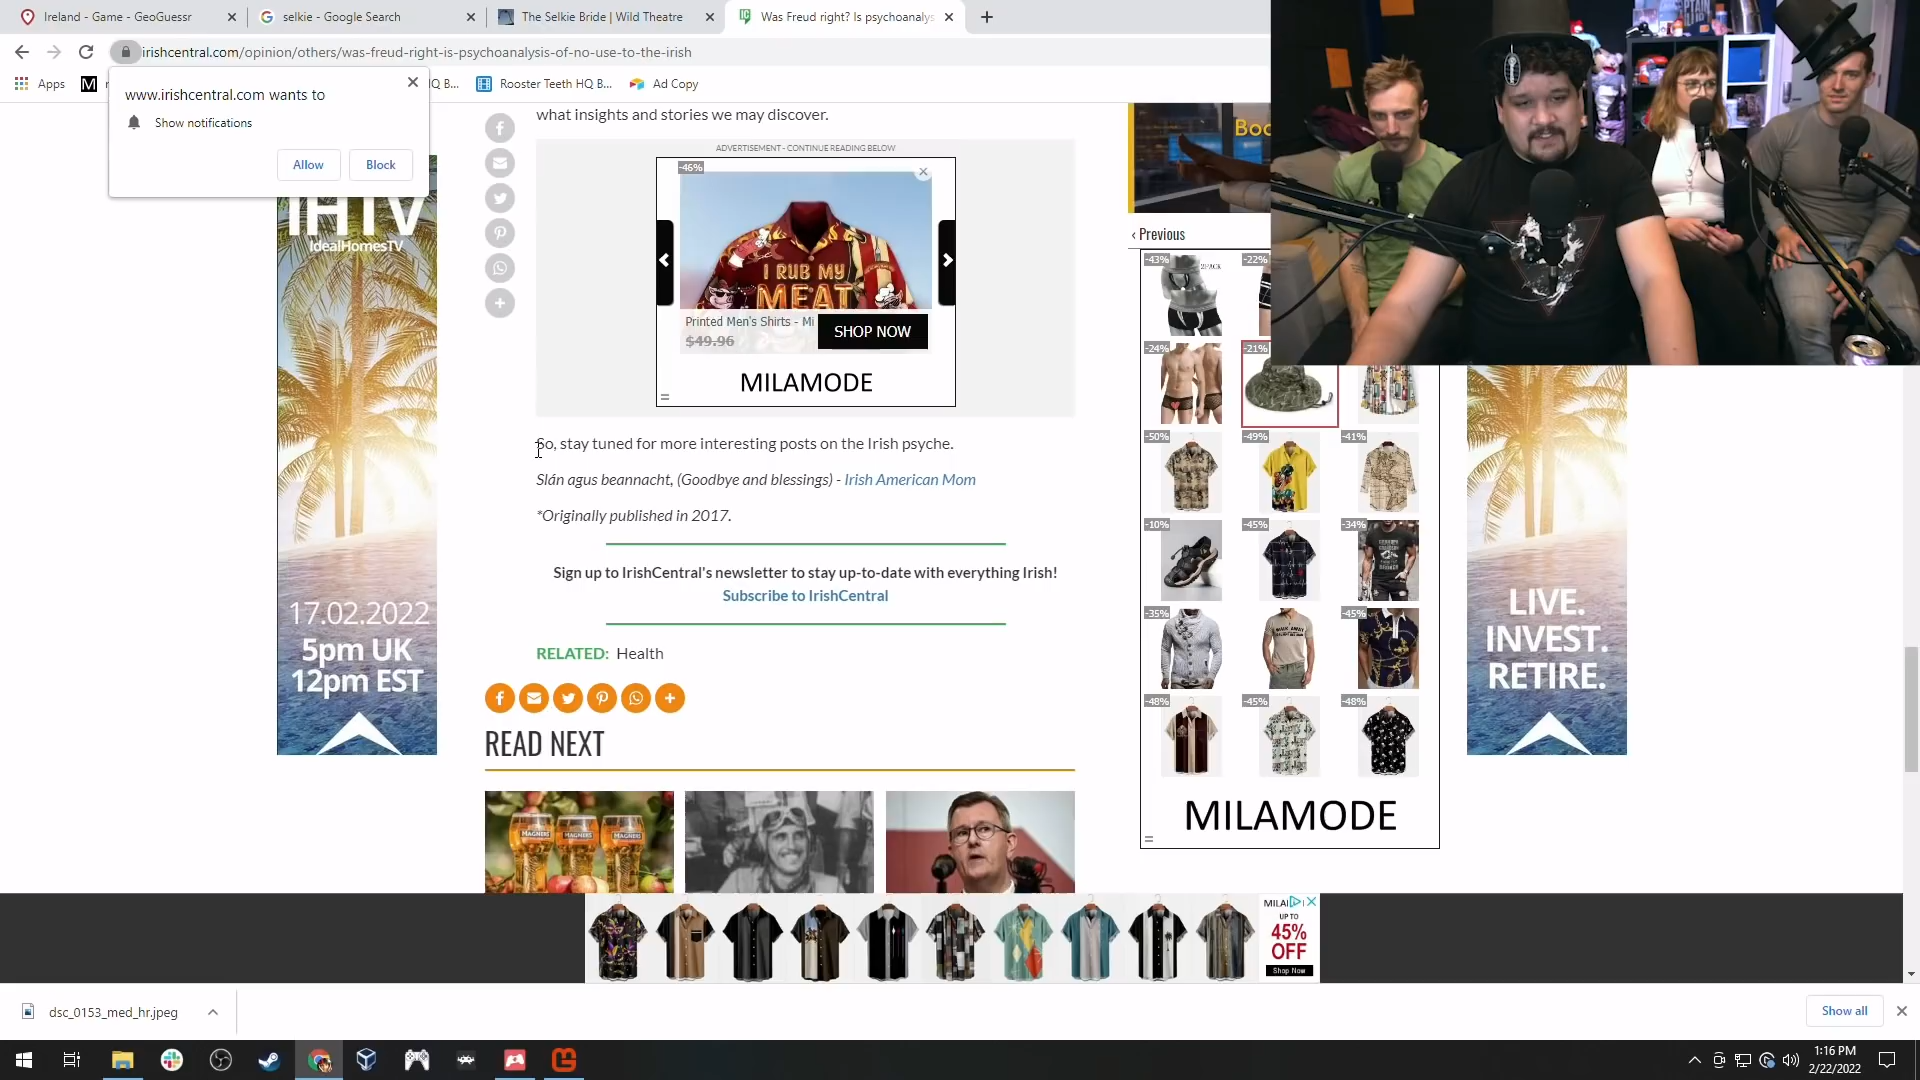 Ireland - Game - GeoGuessr
selkie - Google Search
The Selkie Bride | Wild Theatre
Was Freud right? Is psychoanalys
irishcentral.com/opinion/others/was-freud-right-is-psychoanalysis-of-no-use-to-the-irish
Apps
M
HQ B...
Rooster Teeth HQ B...
Ad Copy
www.irishcentral.com wants to
Show notifications
Allow
Block
what insights and stories we may discover.
ADVERTISEMENT - CONTINUE READING BELOW
-46%
I RUB MY
MEAT
Printed Men's Shirts - Mi
$49.96
SHOP NOW
MILAMODE
So, stay tuned for more interesting posts on the Irish psyche.
Slán agus beannacht, (Goodbye and blessings) - Irish American Mom
*Originally published in 2017.
Sign up to IrishCentral's newsletter to stay up-to-date with everything Irish!
Subscribe to IrishCentral
RELATED: Health
READ NEXT
MAGNERS MAGNERS MAGNERS
IHTV
IdealHomesTV
17.02.2022
5pm UK
12pm EST
Boo
‹ Previous
-43% 2PACK -22%
-24% -21%
-50% -49% -41%
-10% -45% -34%
-35% -45%
-48% -45% -48%
MILAMODE
LIVE.
INVEST.
RETIRE.
MILAI
UP TO
45%
OFF
Shop Now
dsc_0153_med_hr.jpeg
Show all
1:16 PM
2/22/2022